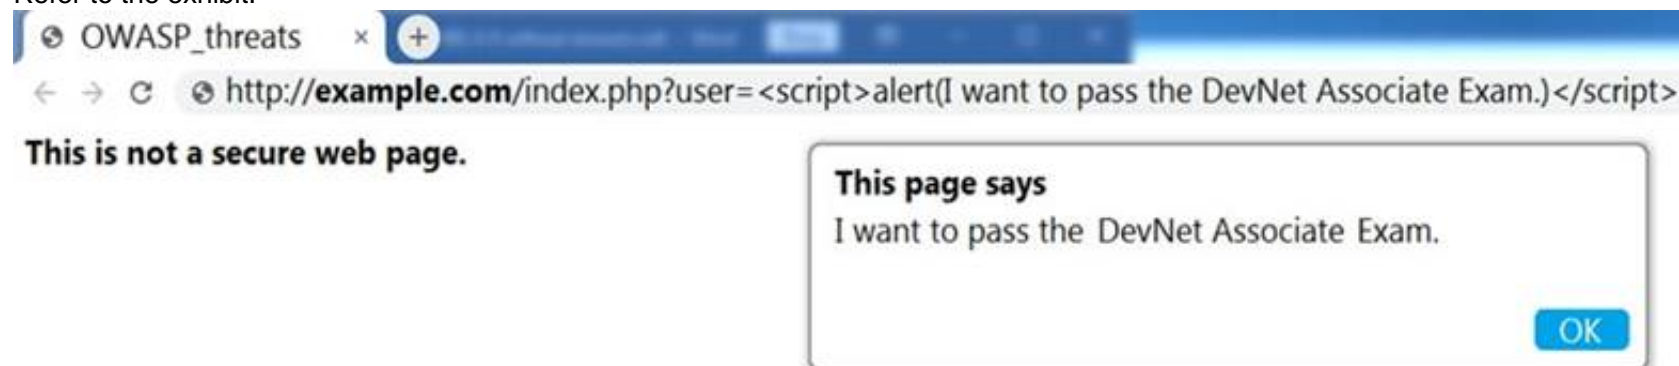 Refer to the exhibit.
OWASP_threats × +
http://example.com/index.php?user=<script>alert(I want to pass the DevNet Associate Exam.)</script>
This is not a secure web page.
This page says
I want to pass the DevNet Associate Exam.
OK